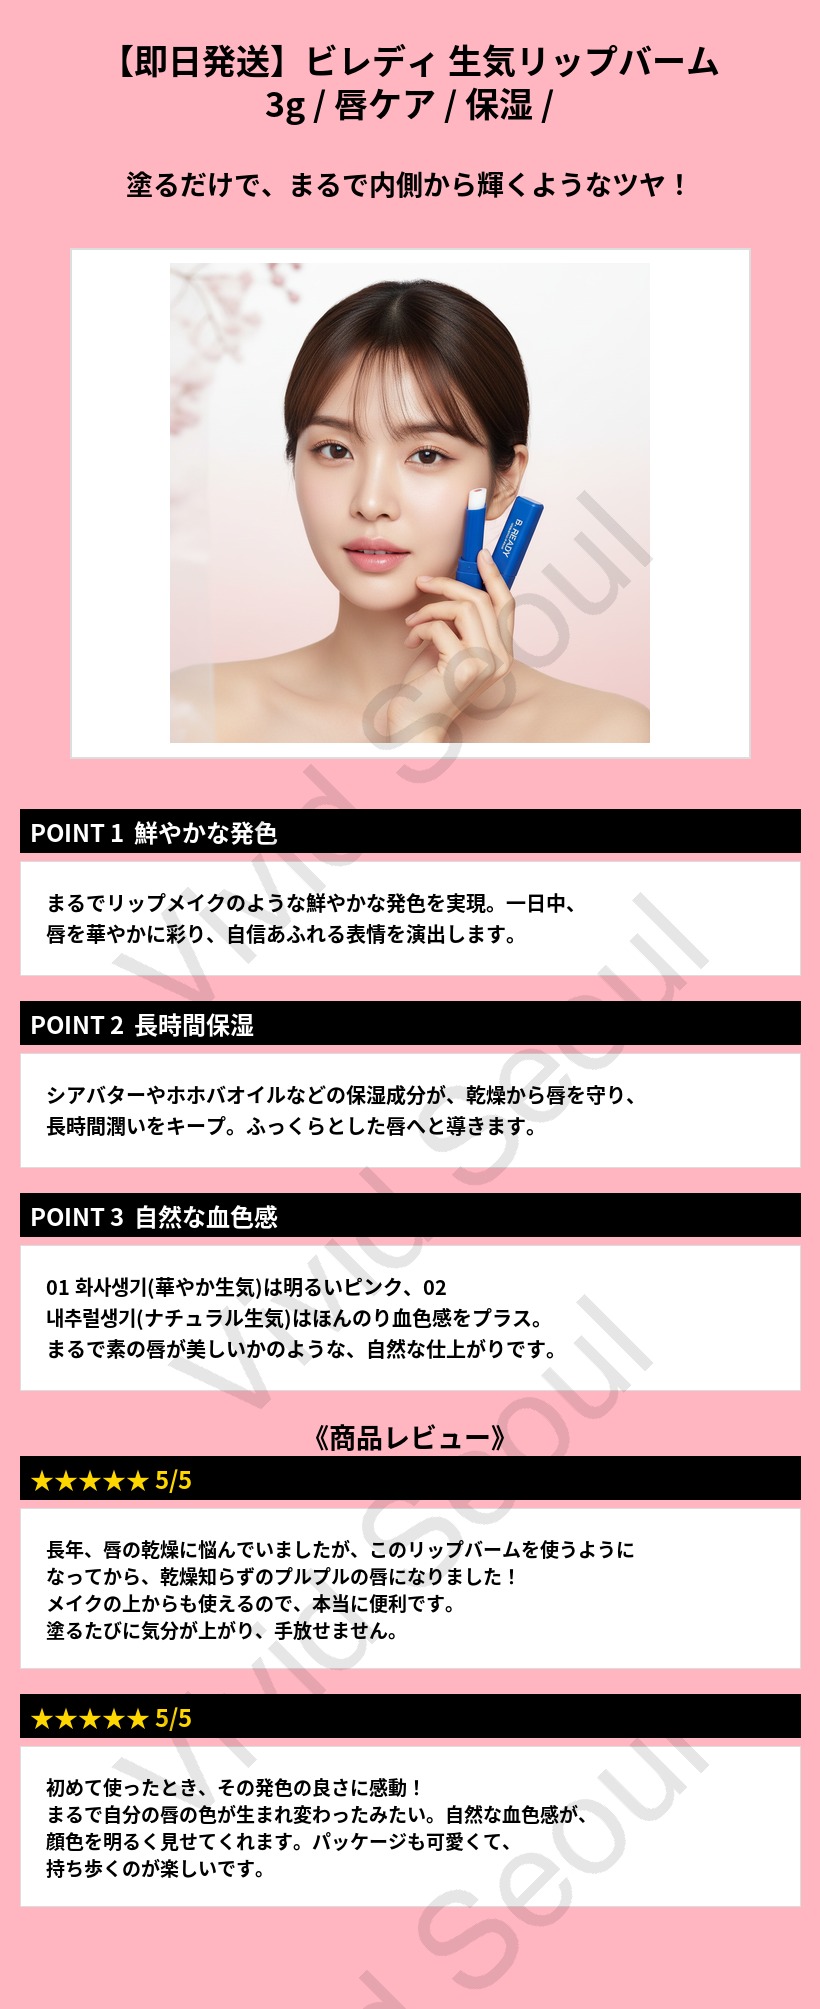 【即日発送】ビレディ 生気リップバーム
3g / 唇ケア / 保湿 /
塗るだけで、まるで内側から輝くようなツヤ！
B. READY
Vivid Seoul
POINT 1 鮮やかな発色
まるでリップメイクのような鮮やかな発色を実現。一日中、
唇を華やかに彩り、自信あふれる表情を演出します。
Vivid Seoul
POINT 2 長時間保湿
シアバターやホホバオイルなどの保湿成分が、乾燥から唇を守り、
長時間潤いをキープ。ふっくらとした唇へと導きます。
POINT 3 自然な血色感
01 화사생기(華やか生気)は明るいピンク、02
내추럴생기(ナチュラル生気)はほんのり血色感をプラス。
まるで素の唇が美しいかのような、自然な仕上がりです。
Vivid Seoul
《商品レビュー》
★★★★★ 5/5
長年、唇の乾燥に悩んでいましたが、このリップバームを使うように
なってから、乾燥知らずのプルプルの唇になりました！
メイクの上からも使えるので、本当に便利です。
塗るたびに気分が上がり、手放せません。
★★★★★ 5/5
初めて使ったとき、その発色の良さに感動！
まるで自分の唇の色が生まれ変わったみたい。自然な血色感が、
顔色を明るく見せてくれます。パッケージも可愛くて、
持ち歩くのが楽しいです。
d Seoul